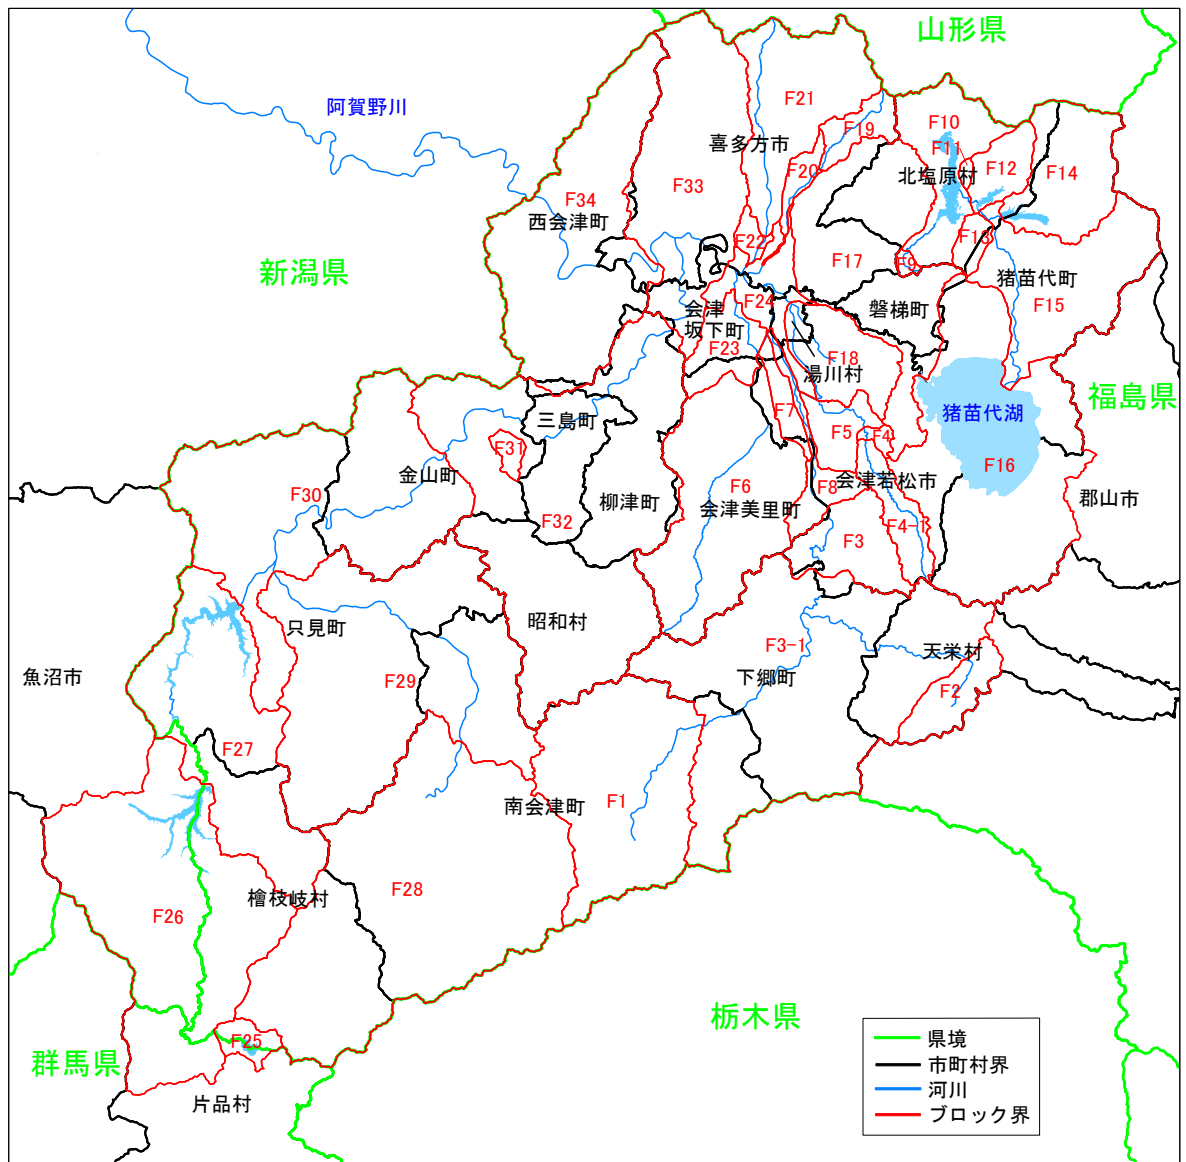 山形県
阿賀野川
F21
喜多方市
F19
F10
F11
F20
北塩原村
F12
F14
F33
F34
西会津町
F22
F13
F17
F9
新潟県
猪苗代町
磐梯町
F15
会津
坂下町
F24
F23
F18
湯川村
福島県
猪苗代湖
三島町
F7
F5
F4
F31
F16
金山町
F6
F8
会津若松市
郡山市
F30
柳津町
会津美里町
F32
F3
F4-1
只見町
昭和村
F3-1
天栄村
魚沼市
下郷町
F29
F2
F27
南会津町
F1
F28
檜枝岐村
F26
栃木県
F25
群馬県
片品村
県境
市町村界
河川
ブロック界